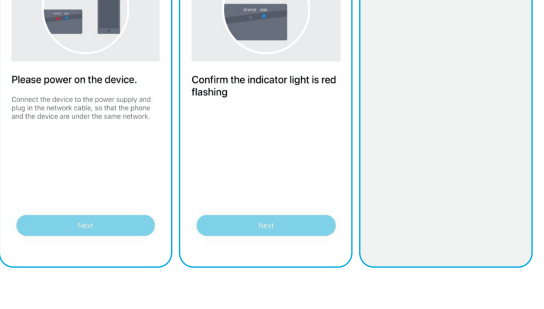 Please power on the device.
Connect the device to the power supply and
plug in the network cable, so that the phone
and the device are under the same network.
Next
STATUS HDD
Confirm the indicator light is red
flashing
Next